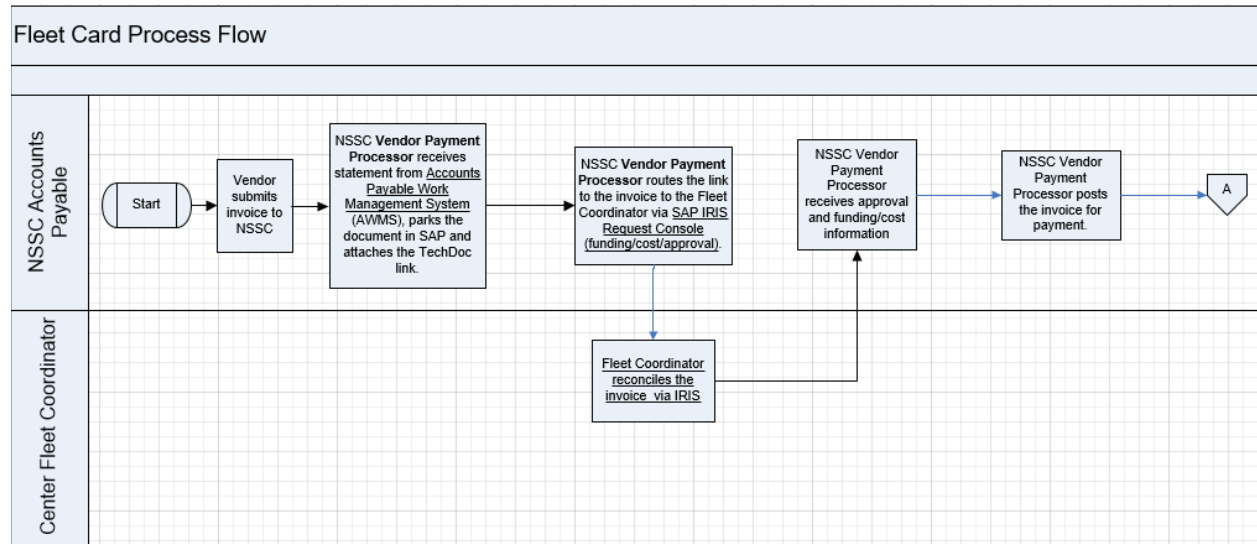 Fleet Card Process Flow
NSSC Accounts
Payable
Start
Vendor
submits
invoice to
NSSC
NSSC Vendor Payment
Processor receives
statement from Accounts
Payable Work
Management System
(AWMS), parks the
document in SAP and
attaches the TechDoc
link.
NSSC Vendor Payment
Processor routes the link
to the invoice to the Fleet
Coordinator via SAP IRIS
Request Console
(funding/cost/approval).
NSSC Vendor
Payment
Processor
receives approval
and funding/cost
information
NSSC Vendor
Payment
Processor posts
the invoice for
payment.
A
Center Fleet Coordinator
Fleet Coordinator
reconciles the
invoice via IRIS